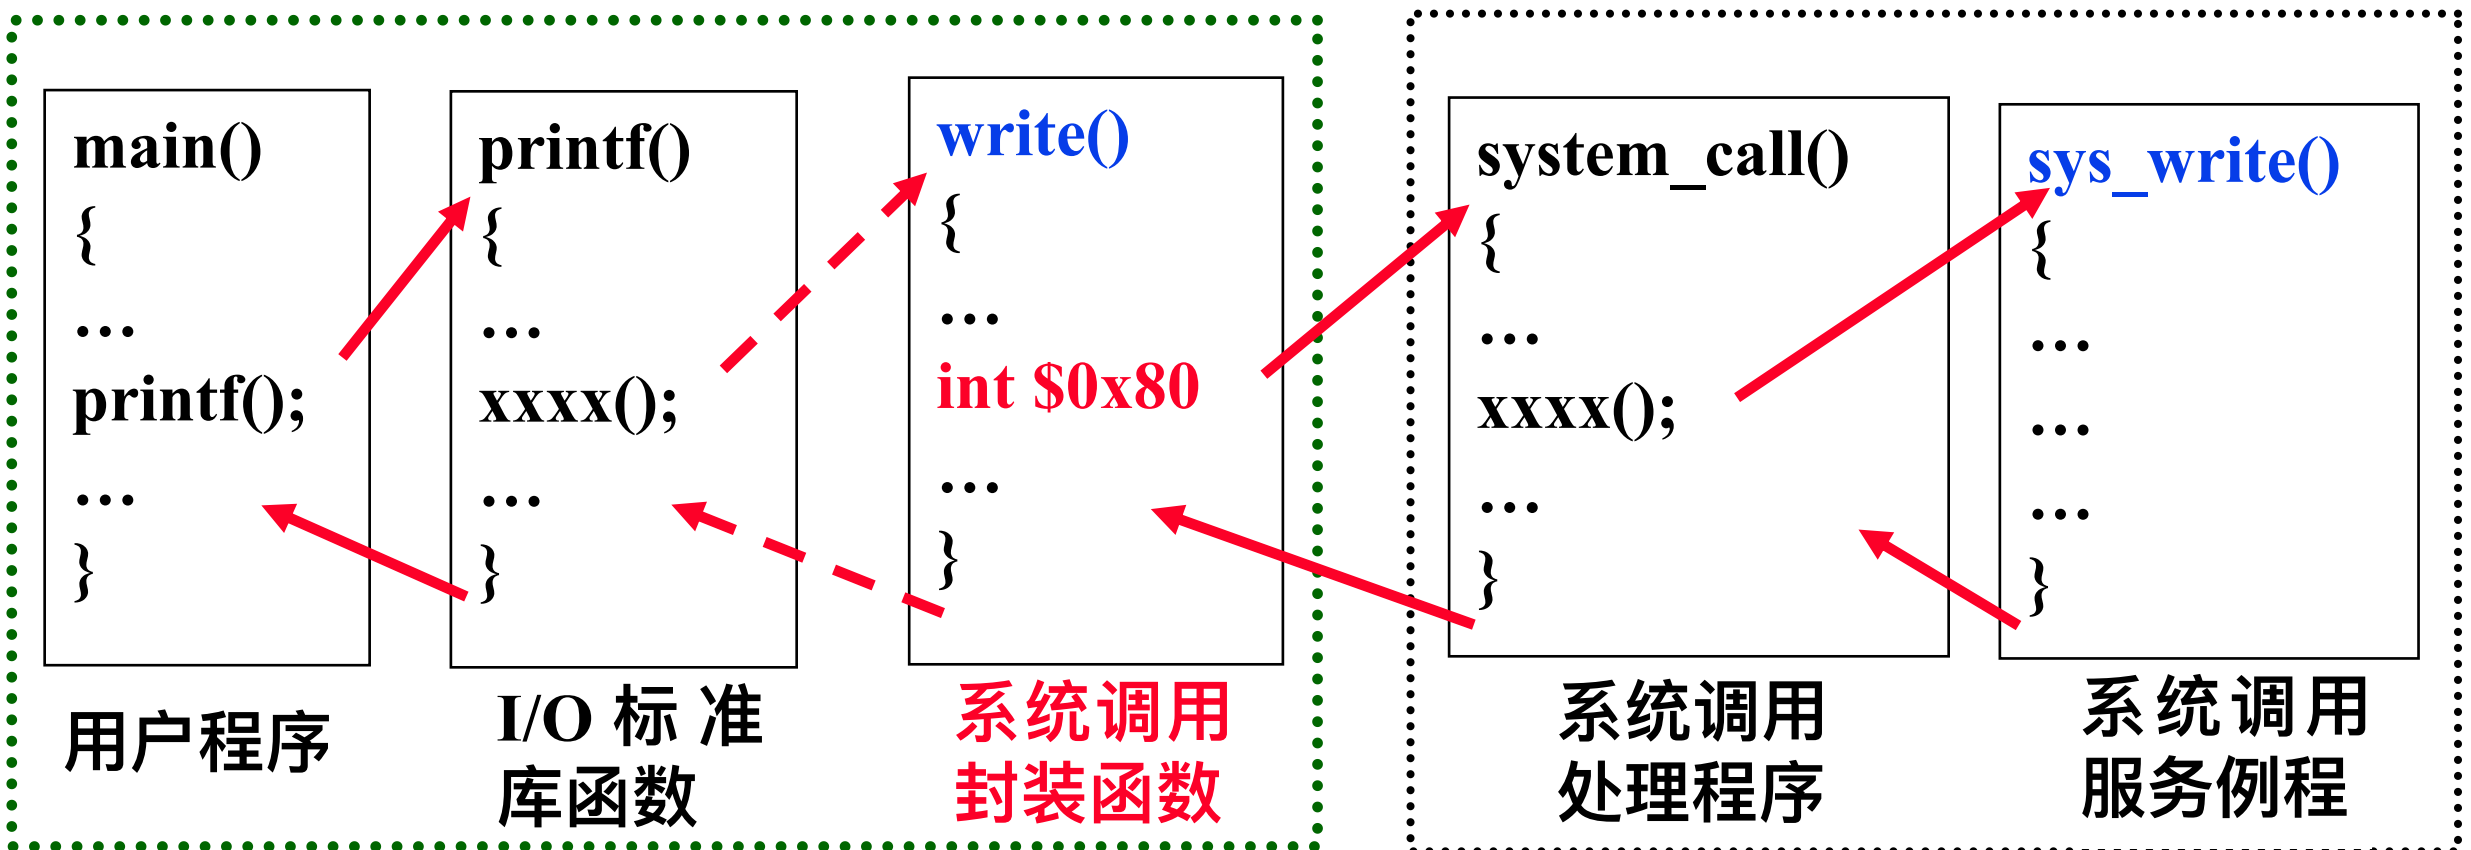 main()
{
...
printf();
...
}
用户程序
printf()
{
...
xxxx();
...
}
I/O 标 准
库函数
write()
{
...
int $0x80
...
}
系统调用
封装函数
system_call()
{
...
xxxx();
...
}
系统调用
处理程序
sys_write()
{
...
...
...
}
系统调用
服务例程